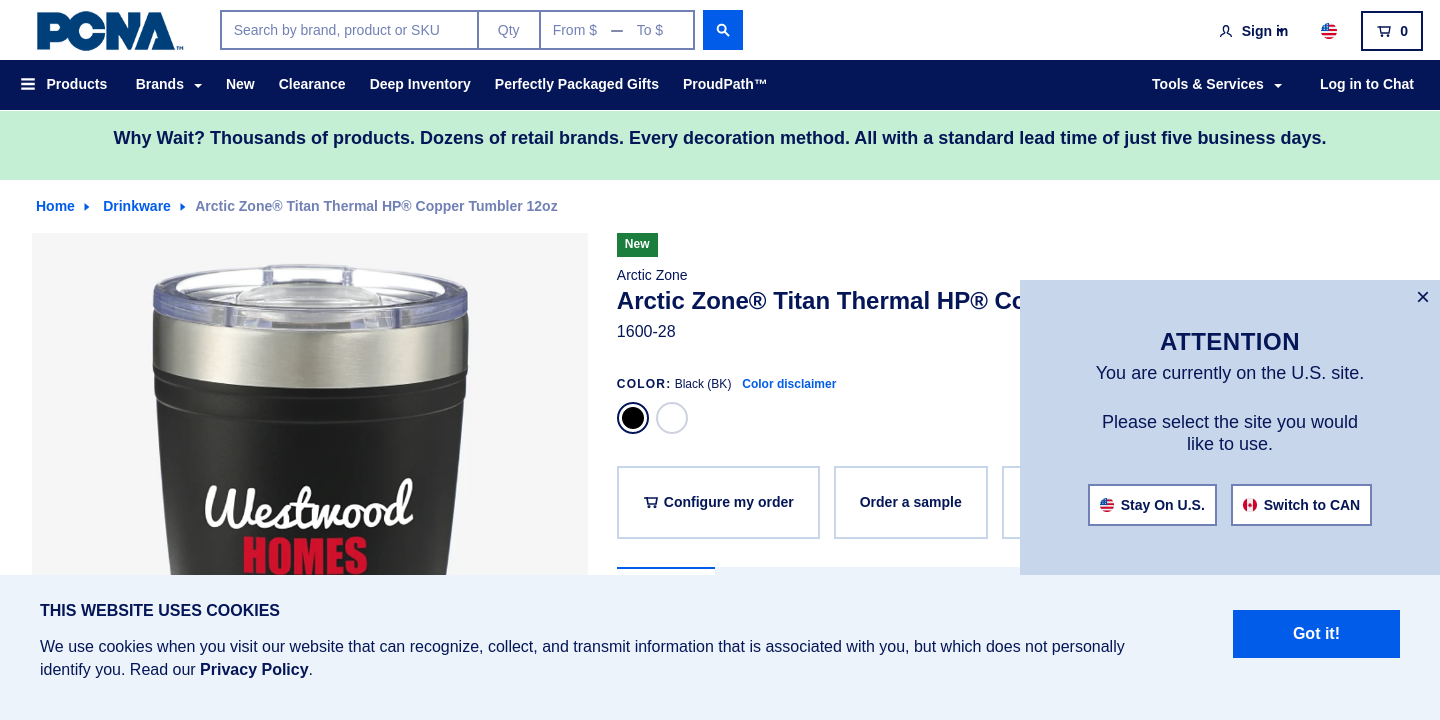 PCNA™
Search by brand, product or SKU
Qty
From $ — To $
Sign in
0
Products
Brands
New
Clearance
Deep Inventory
Perfectly Packaged Gifts
ProudPath™
Tools & Services
Log in to Chat
Why Wait? Thousands of products. Dozens of retail brands. Every decoration method. All with a standard lead time of just five business days.
Home
Drinkware
Arctic Zone® Titan Thermal HP® Copper Tumbler 12oz
Westwood
HOMES
New
Arctic Zone
Arctic Zone® Titan Thermal HP®
1600-28
COLOR: Black (BK) Color disclaimer
Configure my order
Order a sample
×
ATTENTION
You are currently on the U.S. site.
Please select the site you would
like to use.
Stay On U.S.
Switch to CAN
THIS WEBSITE USES COOKIES
We use cookies when you visit our website that can recognize, collect, and transmit information that is associated with you, but which does not personally
identify you. Read our Privacy Policy.
Got it!